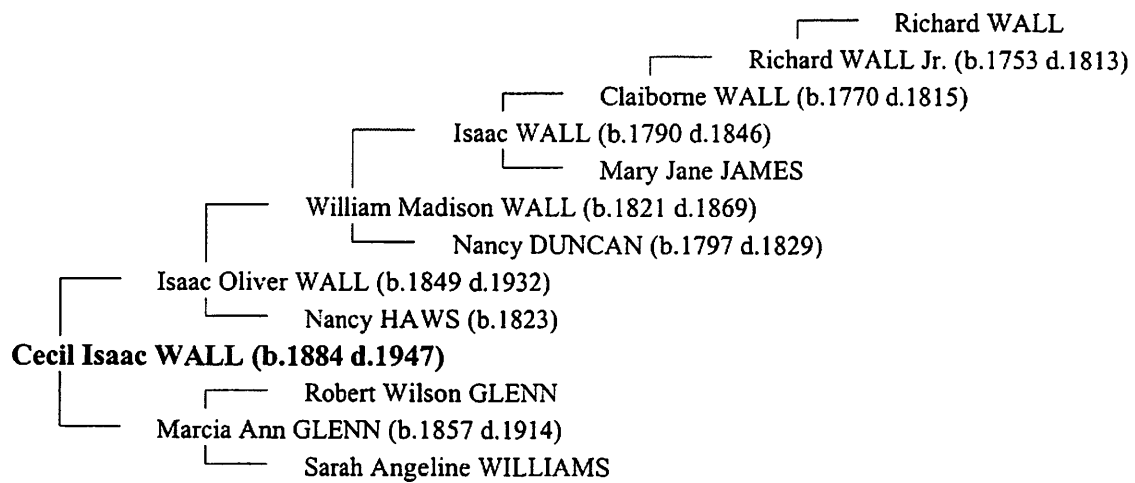 Richard WALL
Richard WALL Jr. (b.1753 d.1813)
Claiborne WALL (b.1770 d.1815)
Isaac WALL (b.1790 d.1846)
Mary Jane JAMES
William Madison WALL (b.1821 d.1869)
Nancy DUNCAN (b.1797 d.1829)
Isaac Oliver WALL (b.1849 d.1932)
Nancy HAWS (b.1823)
Cecil Isaac WALL (b.1884 d.1947)
Robert Wilson GLENN
Marcia Ann GLENN (b.1857 d.1914)
Sarah Angeline WILLIAMS